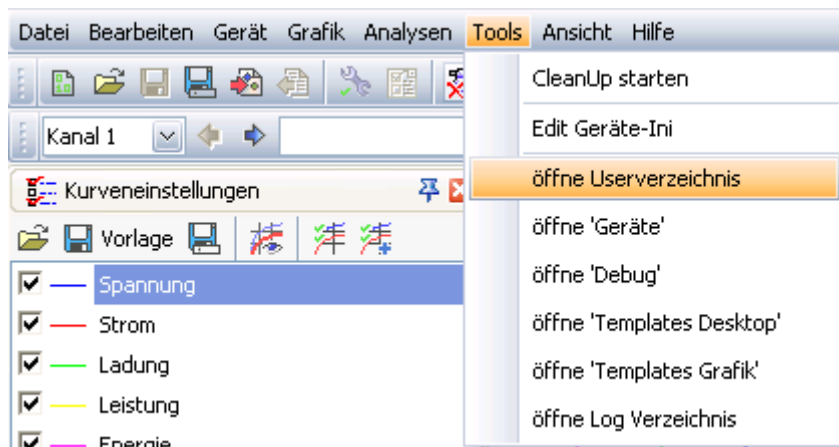 Datei Bearbeiten Gerät Grafik Analysen Tools Ansicht Hilfe
Kanal 1
Kurveneinstellungen
Vorlage
Spannung
Strom
Ladung
Leistung
Energie
CleanUp starten
Edit Geräte-Ini
öffne Userverzeichnis
öffne 'Geräte'
öffne 'Debug'
öffne 'Templates Desktop'
öffne 'Templates Grafik'
öffne Log Verzeichnis